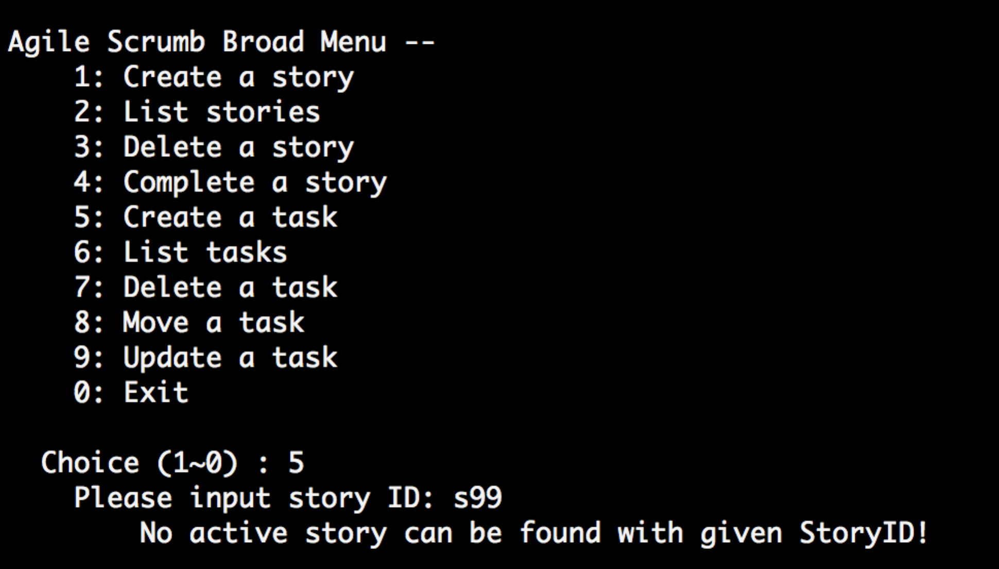 Agile Scrumb Broad Menu --
1: Create a story
2: List stories
3: Delete a story
4: Complete a story
5: Create a task
6: List tasks
7: Delete a task
8: Move a task
9: Update a task
0: Exit
Choice (1~0) : 5
Please input story ID: s99
No active story can be found with given StoryID!